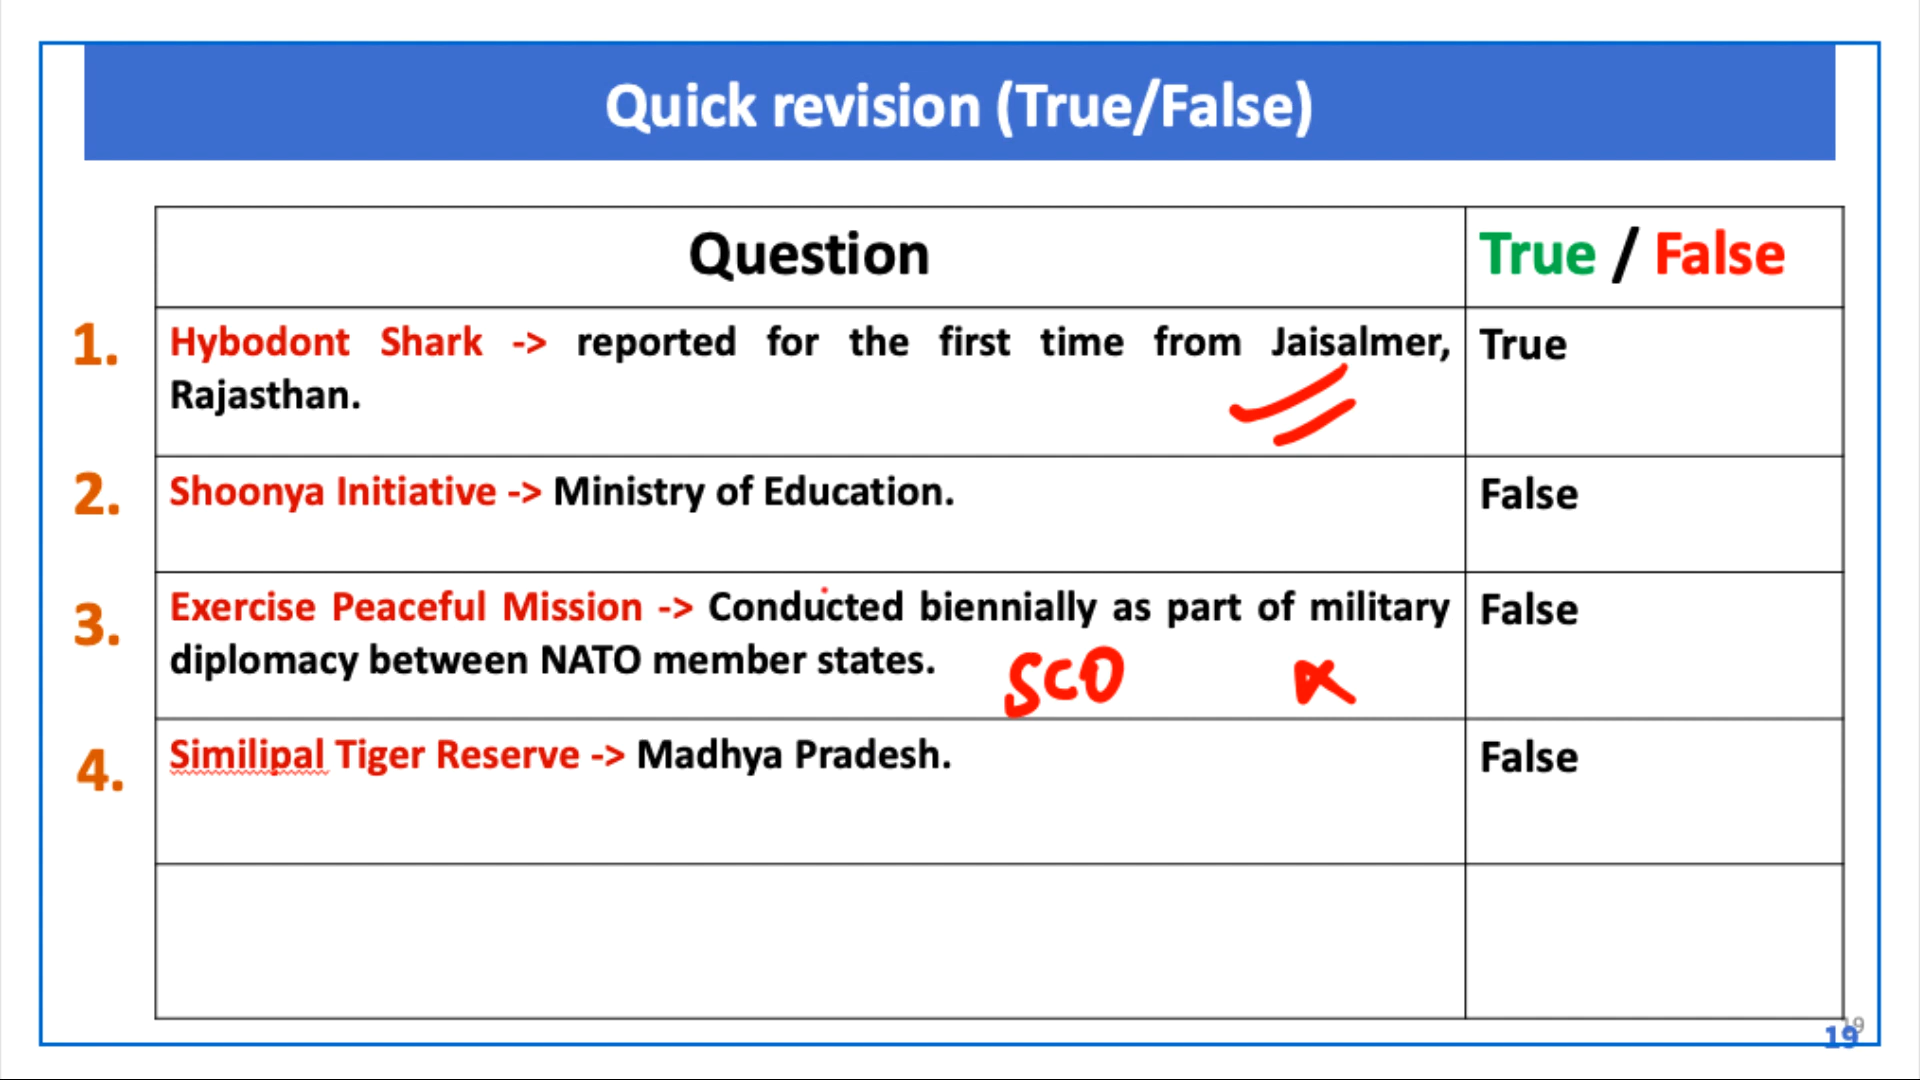 Quick revision (True/False)
Question True / False
1. Hybodont Shark -> reported for the first time from Jaisalmer, True
Rajasthan.
2. Shoonya Initiative -> Ministry of Education. False
3. Exercise Peaceful Mission -> Conducted biennially as part of military False
diplomacy between NATO member states. SCO
4. Similipal Tiger Reserve -> Madhya Pradesh. False
19
19